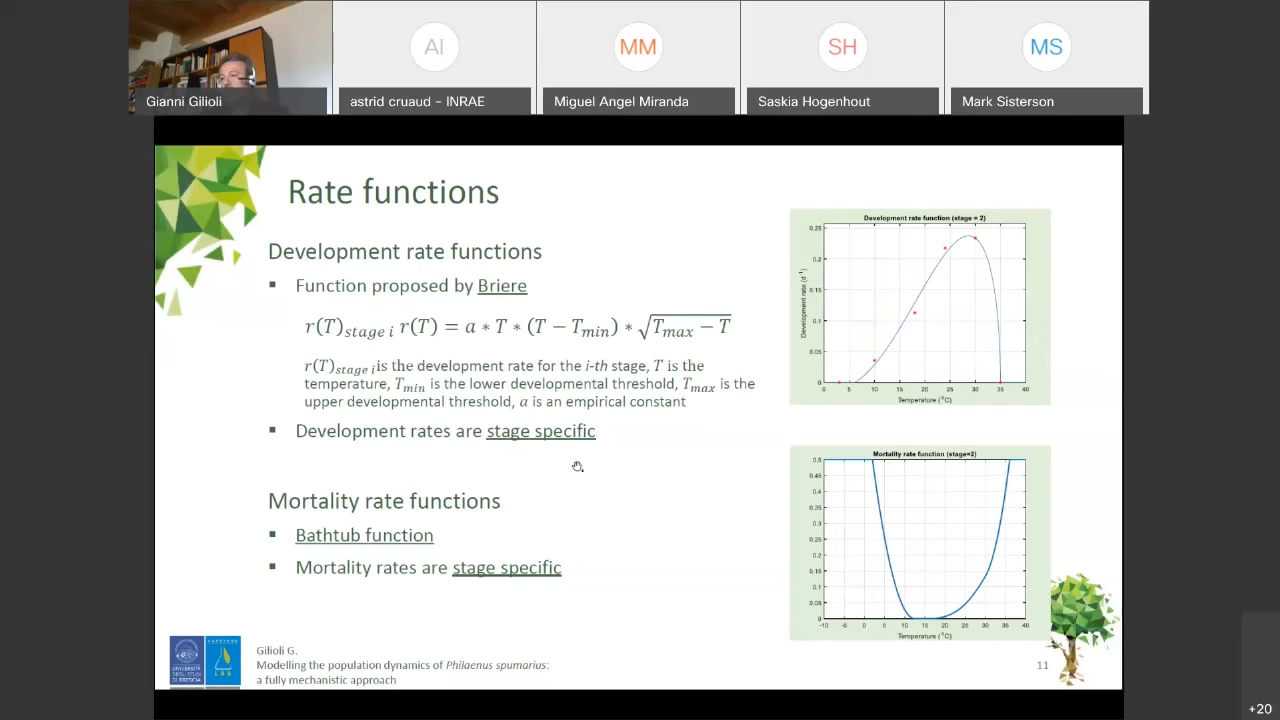 Gianni Gilioli
AI
astrid cruaud - INRAE
MM
Miguel Angel Miranda
SH
Saskia Hogenhout
MS
Mark Sisterson
Rate functions
Development rate functions
▪ Function proposed by Briere
r(T)stage i r(T) = a * T * (T − Tmin) * √Tmax − T
r(T)stage i is the development rate for the i-th stage, T is the
temperature, Tmin is the lower developmental threshold, Tmax is the
upper developmental threshold, a is an empirical constant
▪ Development rates are stage specific
Mortality rate functions
▪ Bathtub function
▪ Mortality rates are stage specific
Development rate function (stage = 2)
Development rate (d⁻¹)
0.25
0.2
0.15
0.1
0.05
0
0 5 10 15 20 25 30 35 40
Temperature (°C)
Mortality rate function (stage=2)
0.5
0.45
0.4
0.35
0.3
0.25
0.2
0.15
0.1
0.05
0
-10 -5 0 5 10 15 20 25 30 35 40
Temperature (°C)
UNIVERSITÀ
DEGLI STUDI
DI BRESCIA
LAB
Gilioli G.
Modelling the population dynamics of Philaenus spumarius:
a fully mechanistic approach
11
+20